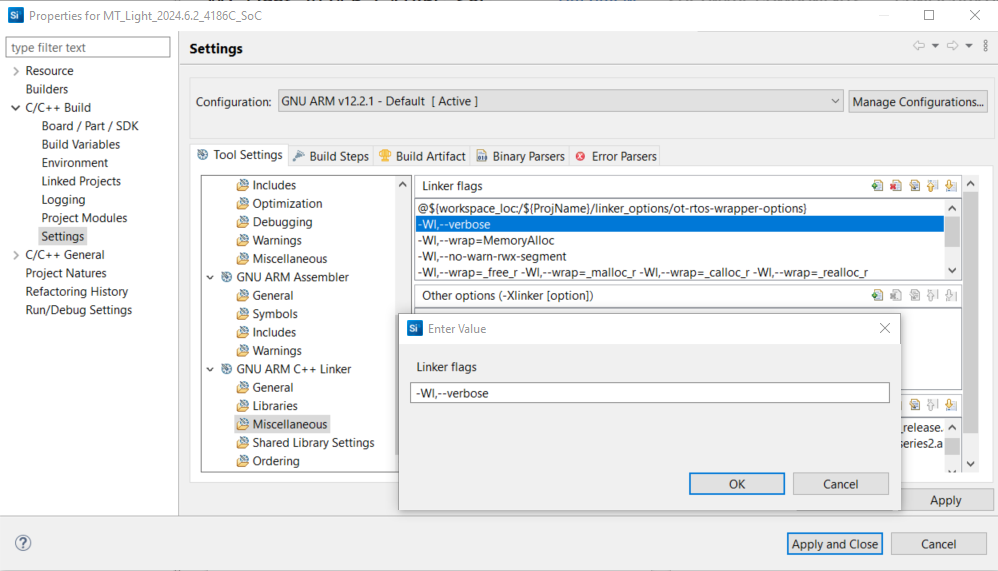 Si Properties for MT_Light_2024.6.2_4186C_SoC
type filter text
Resource
Builders
C/C++ Build
Board / Part / SDK
Build Variables
Environment
Linked Projects
Logging
Project Modules
Settings
C/C++ General
Project Natures
Refactoring History
Run/Debug Settings
Settings
Configuration: GNU ARM v12.2.1 - Default [ Active ] Manage Configurations...
Tool Settings Build Steps Build Artifact Binary Parsers Error Parsers
Includes
Optimization
Debugging
Warnings
Miscellaneous
GNU ARM Assembler
General
Symbols
Includes
Warnings
GNU ARM C++ Linker
General
Libraries
Miscellaneous
Shared Library Settings
Ordering
Linker flags
@${workspace_loc:/${ProjName}/linker_options/ot-rtos-wrapper-options}
-Wl,--verbose
-Wl,--wrap=MemoryAlloc
-Wl,--no-warn-rwx-segment
-Wl,--wrap=_free_r -Wl,--wrap=_malloc_r -Wl,--wrap=_calloc_r -Wl,--wrap=_realloc_r
Other options (-Xlinker [option])
_release.
series2.a
Si Enter Value
Linker flags
-Wl,--verbose
OK Cancel
Apply
Apply and Close Cancel